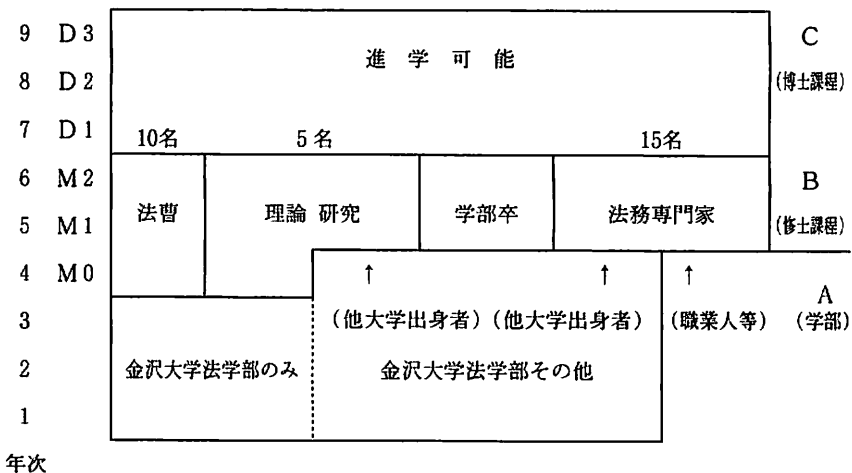 9 D3 C
進学可能
8 D2 (博士課程)
7 D1 10名 5名 15名
6 M2 B
法曹 理論研究 学部卒 法務専門家
5 M1 (修士課程)
4 M0 ↑ ↑ ↑ A
3 (他大学出身者)(他大学出身者) (職業人等) (学部)
2 金沢大学法学部のみ 金沢大学法学部その他
1
年次